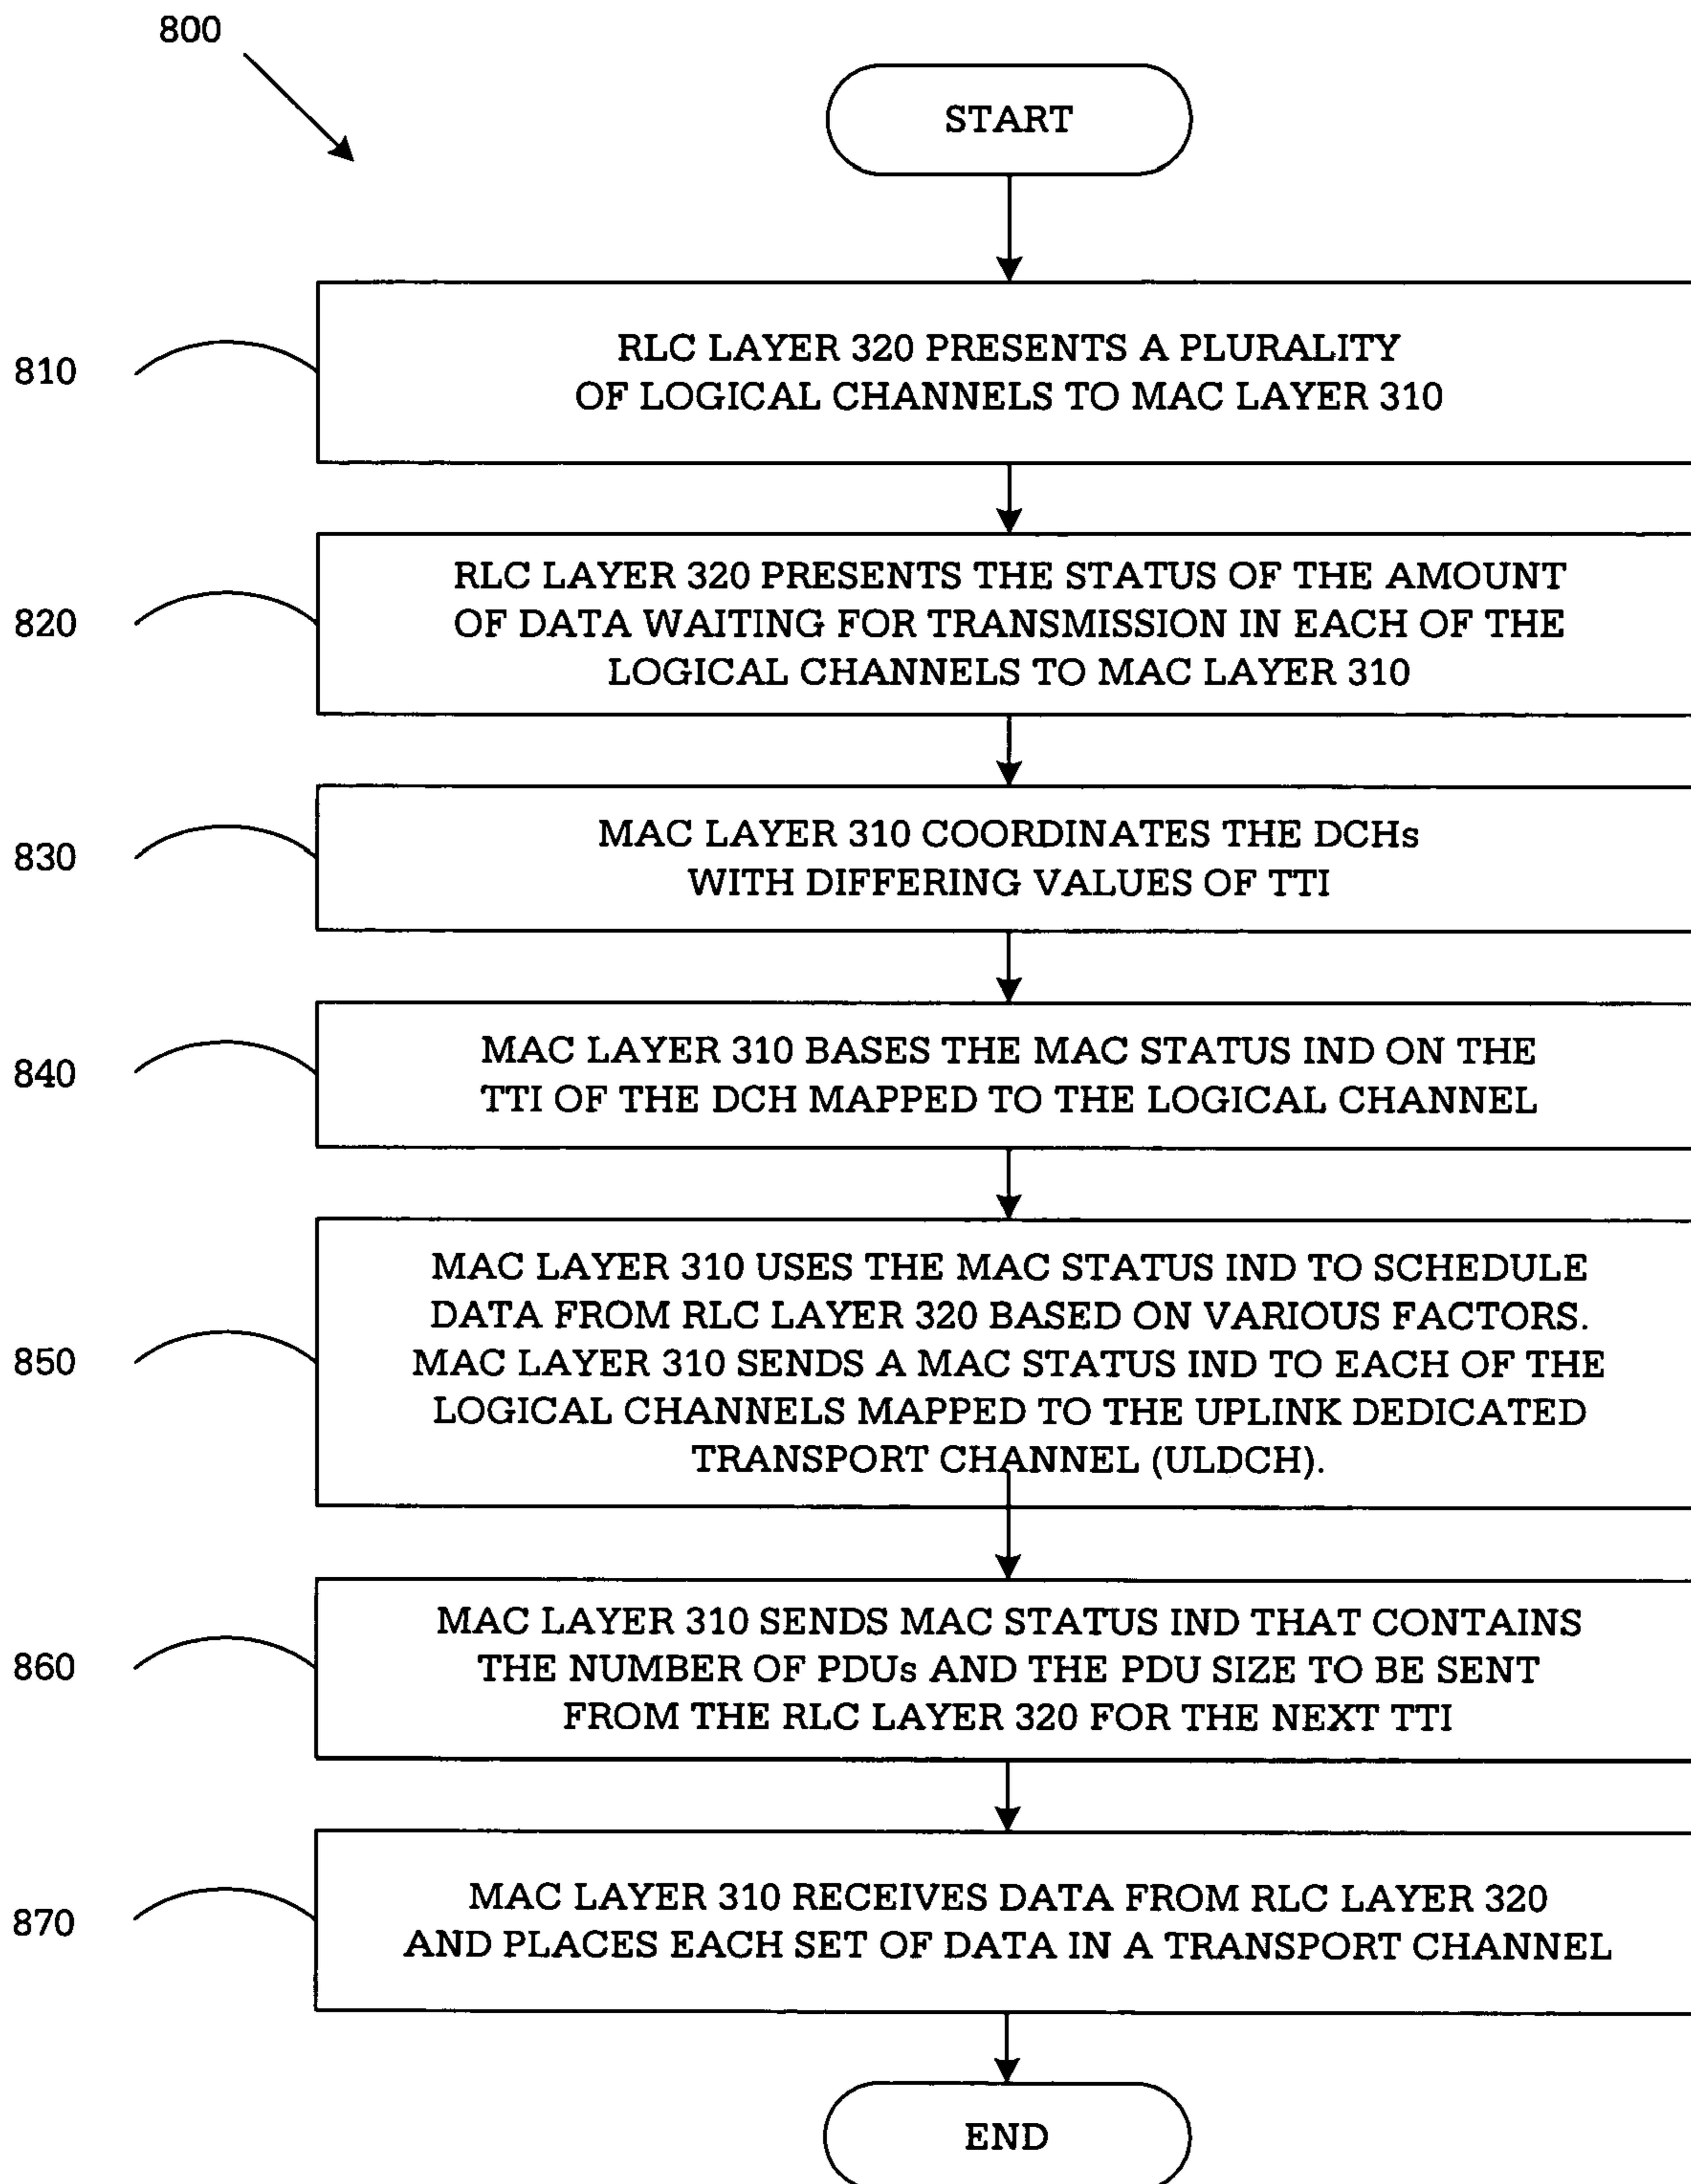 800
START
810
RLC LAYER 320 PRESENTS A PLURALITY
OF LOGICAL CHANNELS TO MAC LAYER 310
820
RLC LAYER 320 PRESENTS THE STATUS OF THE AMOUNT
OF DATA WAITING FOR TRANSMISSION IN EACH OF THE
LOGICAL CHANNELS TO MAC LAYER 310
830
MAC LAYER 310 COORDINATES THE DCHs
WITH DIFFERING VALUES OF TTI
840
MAC LAYER 310 BASES THE MAC STATUS IND ON THE
TTI OF THE DCH MAPPED TO THE LOGICAL CHANNEL
850
MAC LAYER 310 USES THE MAC STATUS IND TO SCHEDULE
DATA FROM RLC LAYER 320 BASED ON VARIOUS FACTORS.
MAC LAYER 310 SENDS A MAC STATUS IND TO EACH OF THE
LOGICAL CHANNELS MAPPED TO THE UPLINK DEDICATED
TRANSPORT CHANNEL (ULDCH).
860
MAC LAYER 310 SENDS MAC STATUS IND THAT CONTAINS
THE NUMBER OF PDUs AND THE PDU SIZE TO BE SENT
FROM THE RLC LAYER 320 FOR THE NEXT TTI
870
MAC LAYER 310 RECEIVES DATA FROM RLC LAYER 320
AND PLACES EACH SET OF DATA IN A TRANSPORT CHANNEL
END